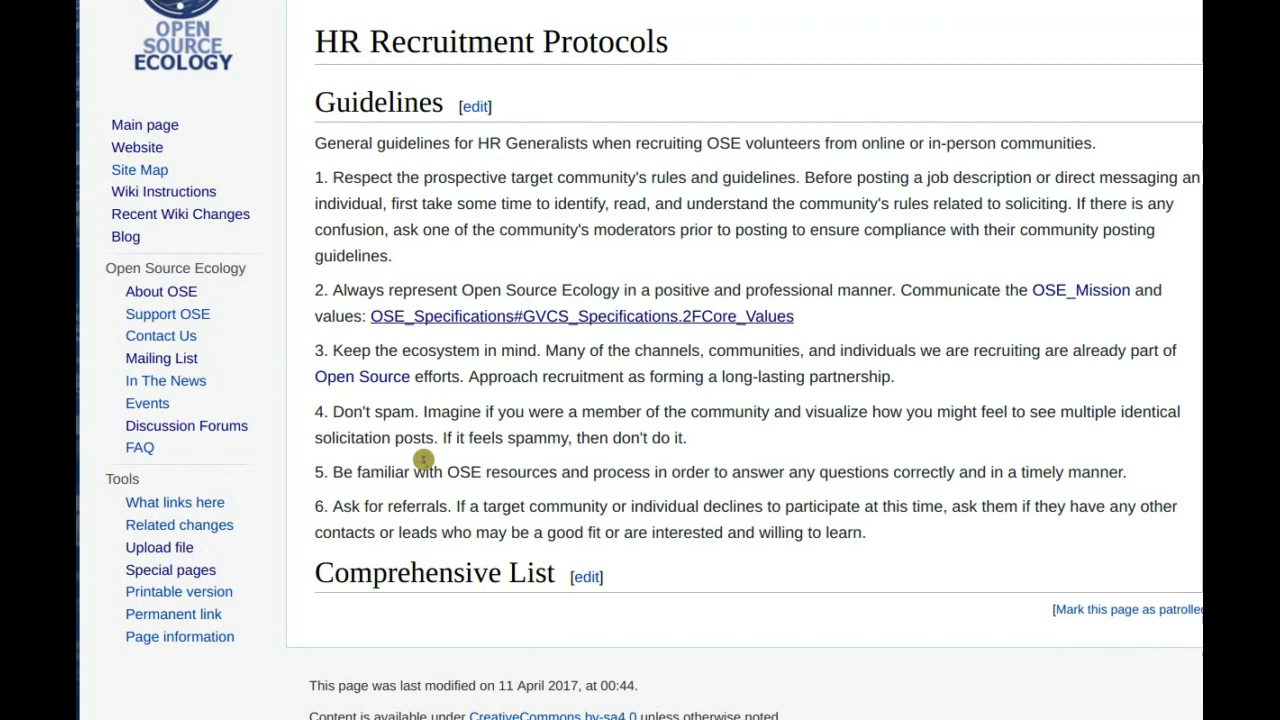 OPEN
SOURCE
ECOLOGY
Main page
Website
Site Map
Wiki Instructions
Recent Wiki Changes
Blog
Open Source Ecology
About OSE
Support OSE
Contact Us
Mailing List
In The News
Events
Discussion Forums
FAQ
Tools
What links here
Related changes
Upload file
Special pages
Printable version
Permanent link
Page information
HR Recruitment Protocols
Guidelines [edit]
General guidelines for HR Generalists when recruiting OSE volunteers from online or in-person communities.
1. Respect the prospective target community's rules and guidelines. Before posting a job description or direct messaging an
individual, first take some time to identify, read, and understand the community's rules related to soliciting. If there is any
confusion, ask one of the community's moderators prior to posting to ensure compliance with their community posting
guidelines.
2. Always represent Open Source Ecology in a positive and professional manner. Communicate the OSE_Mission and
values: OSE_Specifications#GVCS_Specifications.2FCore_Values
3. Keep the ecosystem in mind. Many of the channels, communities, and individuals we are recruiting are already part of
Open Source efforts. Approach recruitment as forming a long-lasting partnership.
4. Don't spam. Imagine if you were a member of the community and visualize how you might feel to see multiple identical
solicitation posts. If it feels spammy, then don't do it.
5. Be familiar with OSE resources and process in order to answer any questions correctly and in a timely manner.
6. Ask for referrals. If a target community or individual declines to participate at this time, ask them if they have any other
contacts or leads who may be a good fit or are interested and willing to learn.
Comprehensive List [edit]
[Mark this page as patrolled
This page was last modified on 11 April 2017, at 00:44.
Content is available under CreativeCommons by-sa4.0 unless otherwise noted